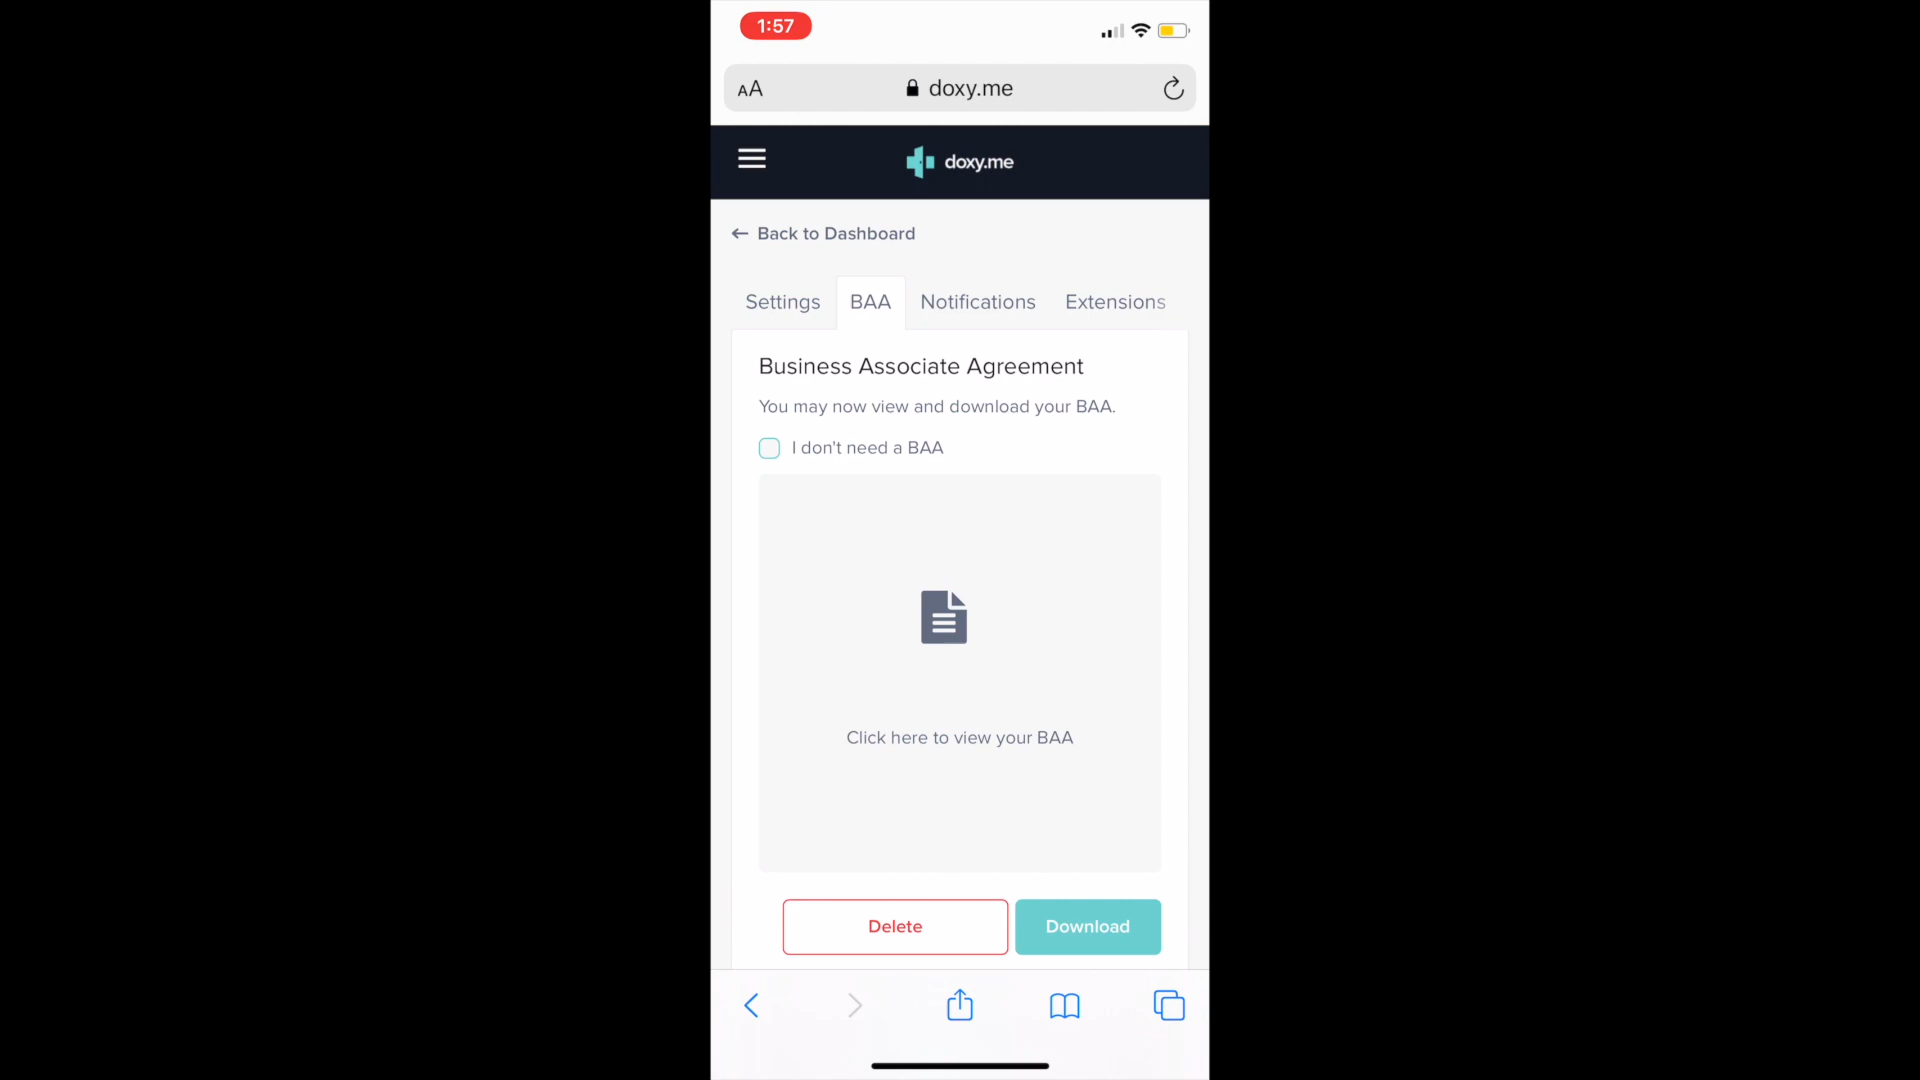 1:57
AA doxy.me
doxy.me
← Back to Dashboard
Settings BAA Notifications Extensions
Business Associate Agreement
You may now view and download your BAA.
I don't need a BAA
Click here to view your BAA
Delete Download